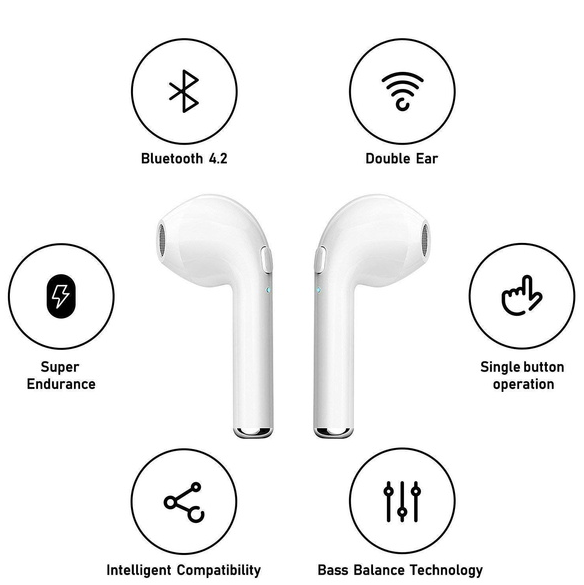 Bluetooth 4.2
Double Ear
Super
Endurance
Single button
operation
Intelligent Compatibility
Bass Balance Technology